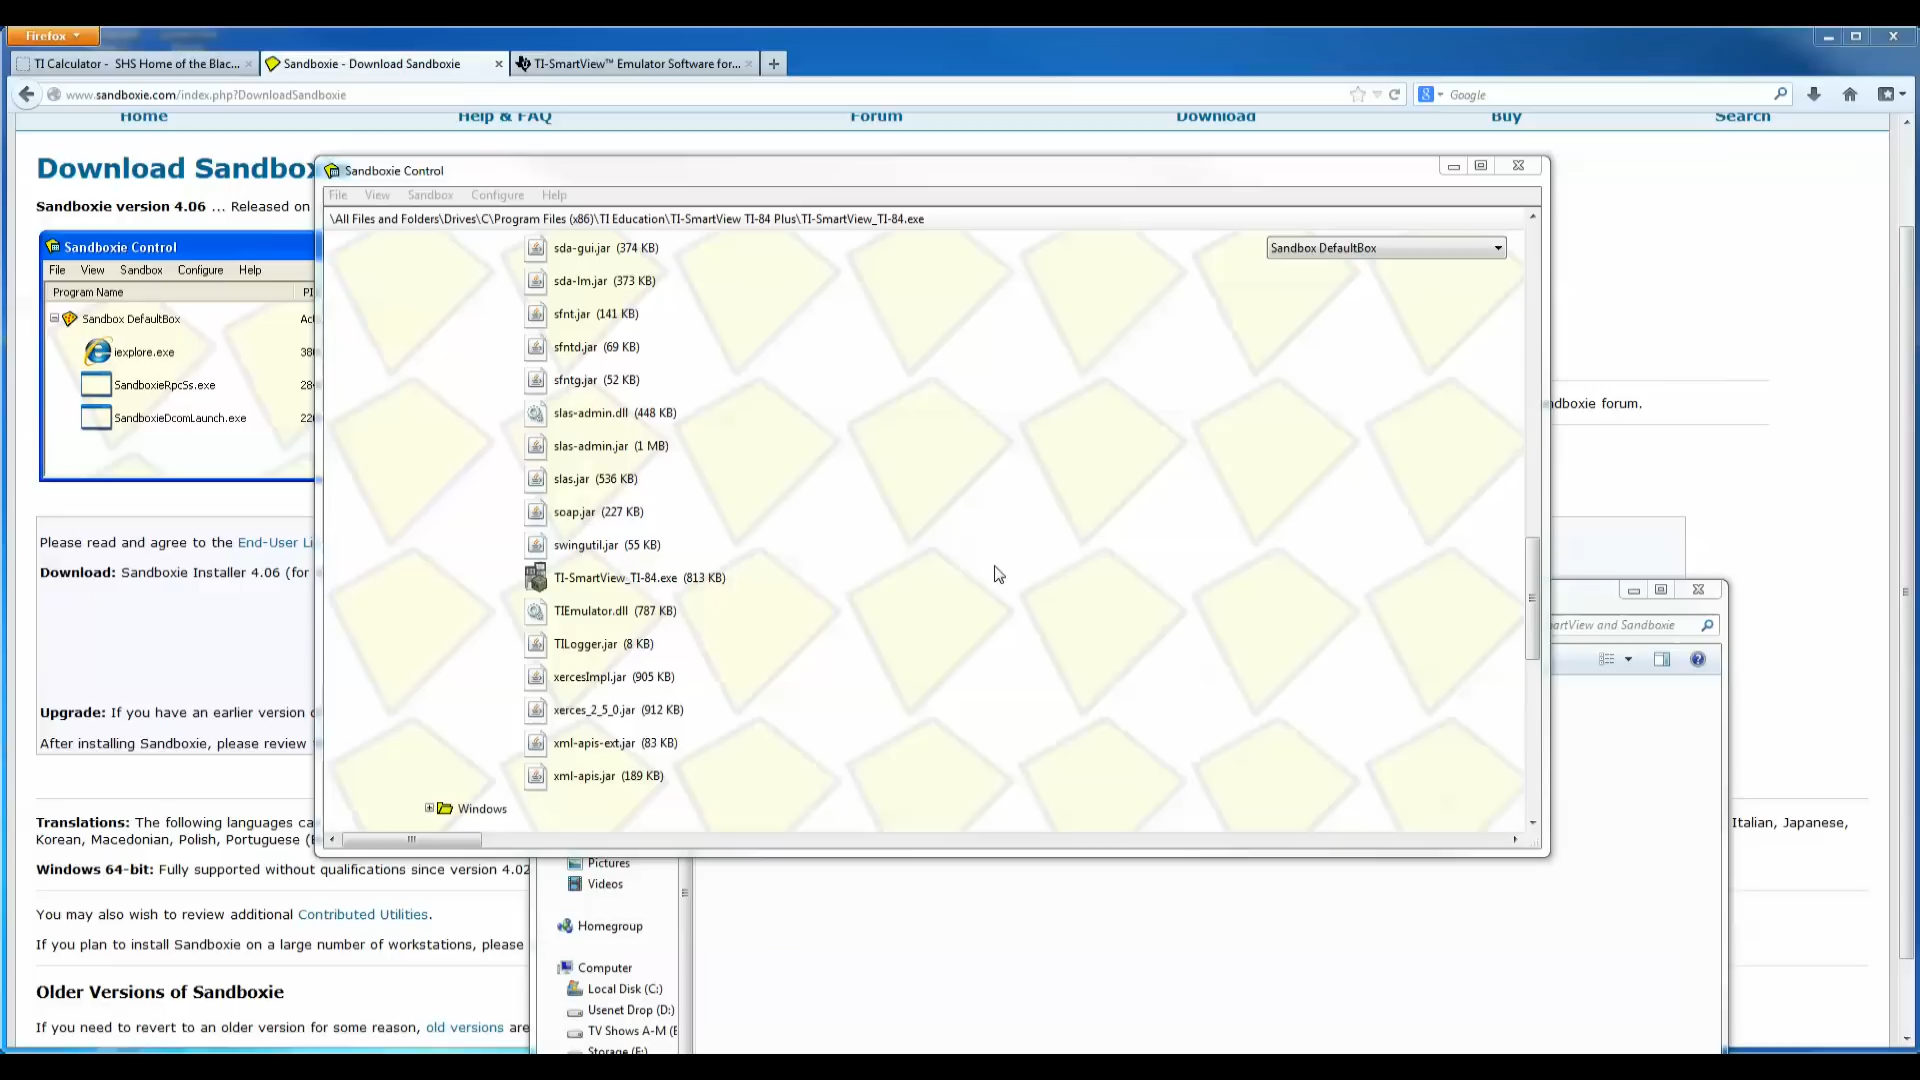 Firefox
TI Calculator - SHS Home of the Blac...
Sandboxie - Download Sandboxie
TI-SmartView™ Emulator Software for...
www.sandboxie.com/index.php?DownloadSandboxie
Google
Home
Help & FAQ
Forum
Download
Buy
Search
Download Sandbox
Sandboxie version 4.06 ... Released on
Sandboxie Control
File View Sandbox Configure Help
Program Name PI
Sandbox DefaultBox Act
iexplore.exe 380
SandboxieRpcSs.exe 284
SandboxieDcomLaunch.exe 220
Please read and agree to the End-User Li
Download: Sandboxie Installer 4.06 (for
Upgrade: If you have an earlier version o
After installing Sandboxie, please review
Translations: The following languages ca
Italian, Japanese,
Korean, Macedonian, Polish, Portuguese (
Windows 64-bit: Fully supported without qualifications since version 4.02
You may also wish to review additional Contributed Utilities.
If you plan to install Sandboxie on a large number of workstations, please
Older Versions of Sandboxie
If you need to revert to an older version for some reason, old versions are
ndboxie forum.
Sandboxie Control
File View Sandbox Configure Help
\All Files and Folders\Drives\C\Program Files (x86)\TI Education\TI-SmartView TI-84 Plus\TI-SmartView_TI-84.exe
Sandbox DefaultBox
sda-gui.jar (374 KB)
sda-lm.jar (373 KB)
sfnt.jar (141 KB)
sfntd.jar (69 KB)
sfntg.jar (52 KB)
slas-admin.dll (448 KB)
slas-admin.jar (1 MB)
slas.jar (536 KB)
soap.jar (227 KB)
swingutil.jar (55 KB)
TI-SmartView_TI-84.exe (813 KB)
TIEmulator.dll (787 KB)
TILogger.jar (8 KB)
xercesImpl.jar (905 KB)
xerces_2_5_0.jar (912 KB)
xml-apis-ext.jar (83 KB)
xml-apis.jar (189 KB)
Windows
artView and Sandboxie
Pictures
Videos
Homegroup
Computer
Local Disk (C:)
Usenet Drop (D:)
TV Shows A-M (E
Storage (F:)